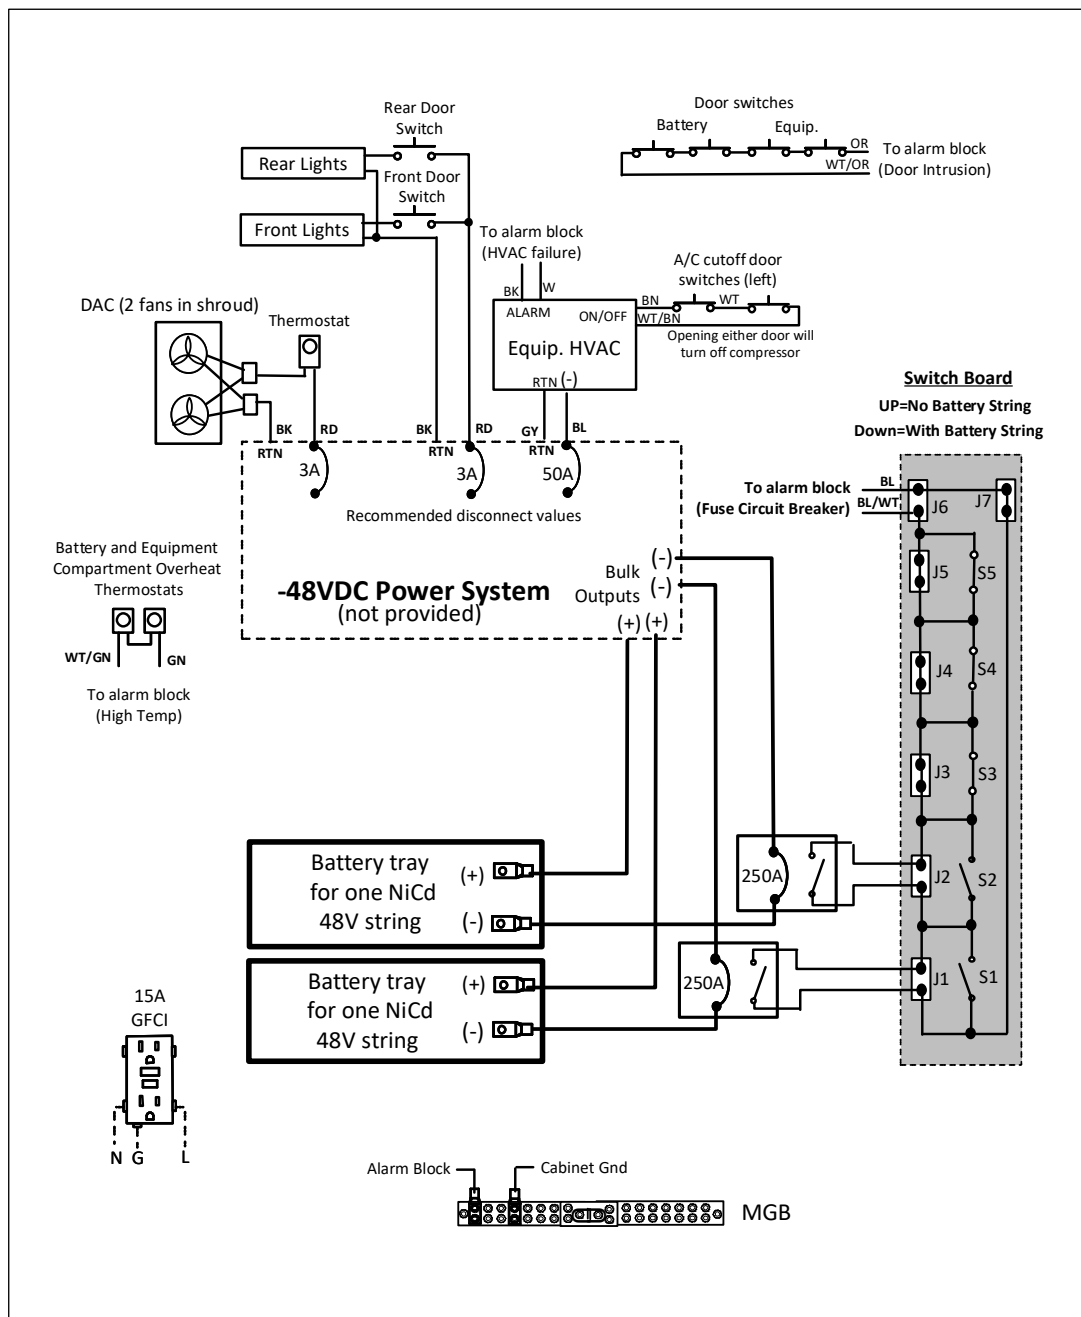 Door switches
Rear Door
Switch
Battery
Equip.
OR
WT/OR
To alarm block
(Door Intrusion)
Rear Lights
Front Door
Switch
Front Lights
To alarm block
(HVAC failure)
BK
W
ALARM
ON/OFF
Equip. HVAC
RTN
(-)
BN
WT/BN
WT
A/C cutoff door
switches (left)
Opening either door will
turn off compressor
DAC (2 fans in shroud)
Thermostat
BK
RD
RTN
3A
BK
RD
RTN
3A
GY
BL
RTN
50A
Recommended disconnect values
Switch Board
UP=No Battery String
Down=With Battery String
To alarm block
(Fuse Circuit Breaker)
BL
BL/WT
J6
J7
J5
S5
J4
S4
J3
S3
J2
S2
J1
S1
Battery and Equipment
Compartment Overheat
Thermostats
WT/GN
GN
To alarm block
(High Temp)
-48VDC Power System
(not provided)
Bulk
Outputs
(-)
(-)
(+)
(+)
Battery tray
for one NiCd
48V string
(+)
(-)
250A
Battery tray
for one NiCd
48V string
(+)
(-)
250A
15A
GFCI
N
G
L
Alarm Block
Cabinet Gnd
MGB